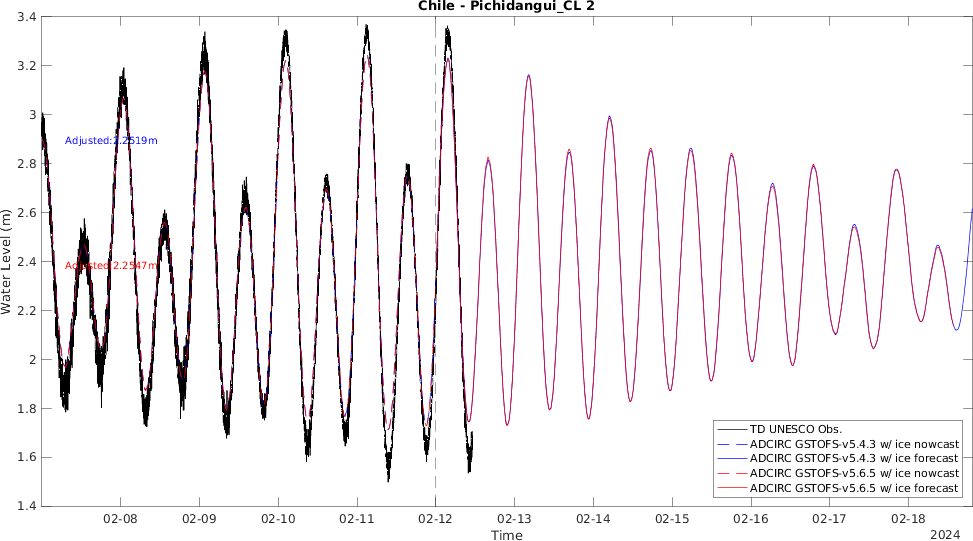 Chile - Pichidangui_CL 2
3.4
3.2
3
2.8
2.6
2.4
2.2
2
1.8
1.6
1.4
Water Level (m)
Adjusted:2.2519m
Adjusted:2.2547m
TD UNESCO Obs.
ADCIRC GSTOFS-v5.4.3 w/ ice nowcast
ADCIRC GSTOFS-v5.4.3 w/ ice forecast
ADCIRC GSTOFS-v5.6.5 w/ ice nowcast
ADCIRC GSTOFS-v5.6.5 w/ ice forecast
02-08 02-09 02-10 02-11 02-12 02-13 02-14 02-15 02-16 02-17 02-18
Time
2024